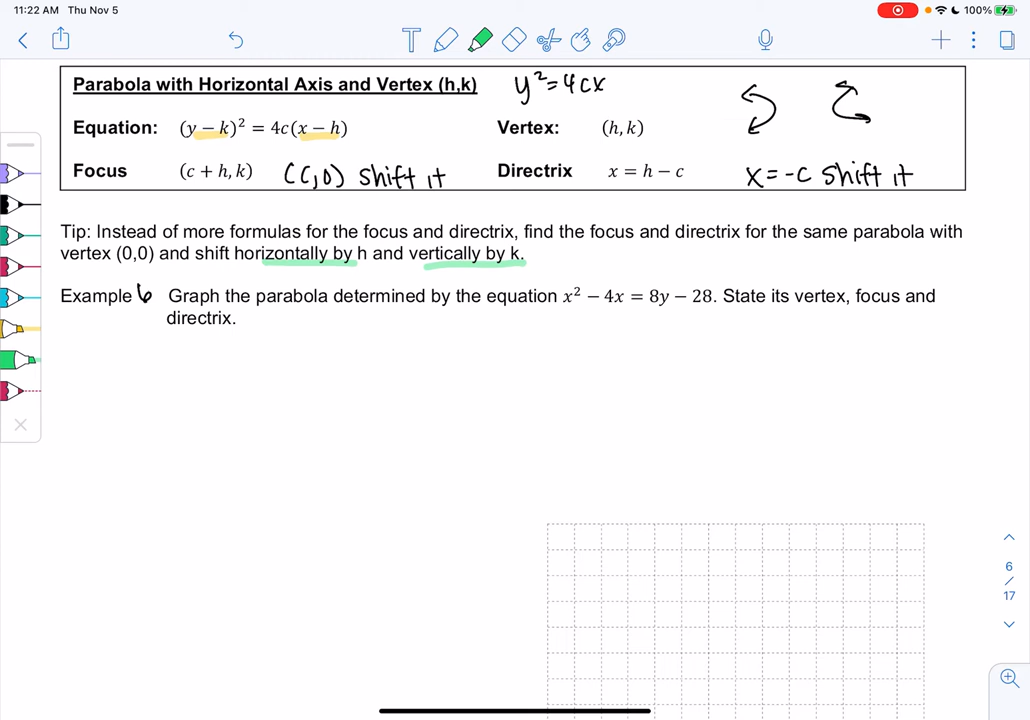 11:22 AM Thu Nov 5 100%
T
Parabola with Horizontal Axis and Vertex (h,k) y² = 4cx
Equation: (y − k)² = 4c(x − h) Vertex: (h, k)
Focus (c + h, k) (c,0) shift it Directrix x = h − c x = -c shift it
Tip: Instead of more formulas for the focus and directrix, find the focus and directrix for the same parabola with
vertex (0,0) and shift horizontally by h and vertically by k.
Example 6 Graph the parabola determined by the equation x² − 4x = 8y − 28. State its vertex, focus and
directrix.
6
/
17